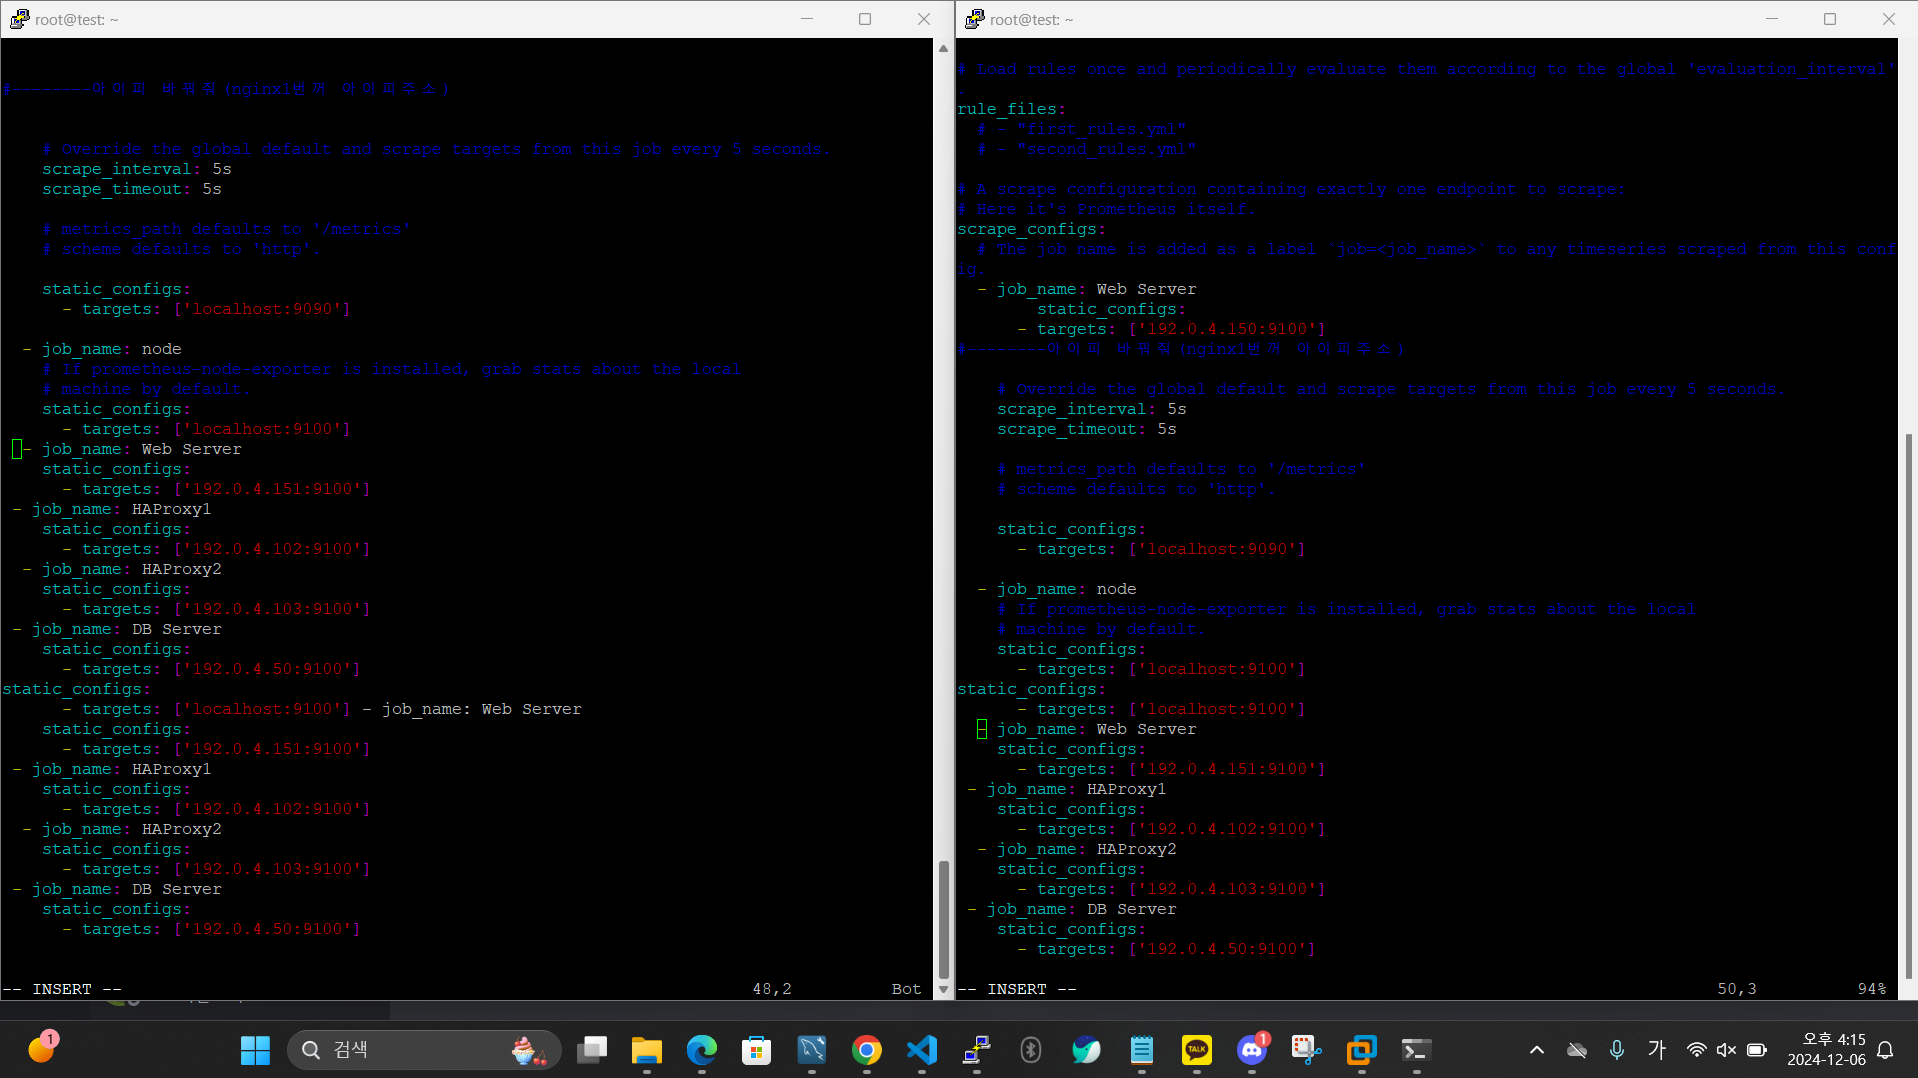 root@test: ~
#--------아이피 바꿔줘(nginx1번꺼 아이피주소)
# Override the global default and scrape targets from this job every 5 seconds.
scrape_interval: 5s
scrape_timeout: 5s
# metrics_path defaults to '/metrics'
# scheme defaults to 'http'.
static_configs:
- targets: ['localhost:9090']
- job_name: node
# If prometheus-node-exporter is installed, grab stats about the local
# machine by default.
static_configs:
- targets: ['localhost:9100']
- job_name: Web Server
static_configs:
- targets: ['192.0.4.151:9100']
- job_name: HAProxy1
static_configs:
- targets: ['192.0.4.102:9100']
- job_name: HAProxy2
static_configs:
- targets: ['192.0.4.103:9100']
- job_name: DB Server
static_configs:
- targets: ['192.0.4.50:9100']
static_configs:
- targets: ['localhost:9100'] - job_name: Web Server
static_configs:
- targets: ['192.0.4.151:9100']
- job_name: HAProxy1
static_configs:
- targets: ['192.0.4.102:9100']
- job_name: HAProxy2
static_configs:
- targets: ['192.0.4.103:9100']
- job_name: DB Server
static_configs:
- targets: ['192.0.4.50:9100']
-- INSERT -- 48,2 Bot
root@test: ~
# Load rules once and periodically evaluate them according to the global 'evaluation_interval'
.
rule_files:
# - "first_rules.yml"
# - "second_rules.yml"
# A scrape configuration containing exactly one endpoint to scrape:
# Here it's Prometheus itself.
scrape_configs:
# The job name is added as a label `job=<job_name>` to any timeseries scraped from this conf
ig.
- job_name: Web Server
static_configs:
- targets: ['192.0.4.150:9100']
#--------아이피 바꿔줘(nginx1번꺼 아이피주소)
# Override the global default and scrape targets from this job every 5 seconds.
scrape_interval: 5s
scrape_timeout: 5s
# metrics_path defaults to '/metrics'
# scheme defaults to 'http'.
static_configs:
- targets: ['localhost:9090']
- job_name: node
# If prometheus-node-exporter is installed, grab stats about the local
# machine by default.
static_configs:
- targets: ['localhost:9100']
static_configs:
- targets: ['localhost:9100']
- job_name: Web Server
static_configs:
- targets: ['192.0.4.151:9100']
- job_name: HAProxy1
static_configs:
- targets: ['192.0.4.102:9100']
- job_name: HAProxy2
static_configs:
- targets: ['192.0.4.103:9100']
- job_name: DB Server
static_configs:
- targets: ['192.0.4.50:9100']
-- INSERT -- 50,3 94%
1
검색
TALK
1
가
오후 4:15
2024-12-06